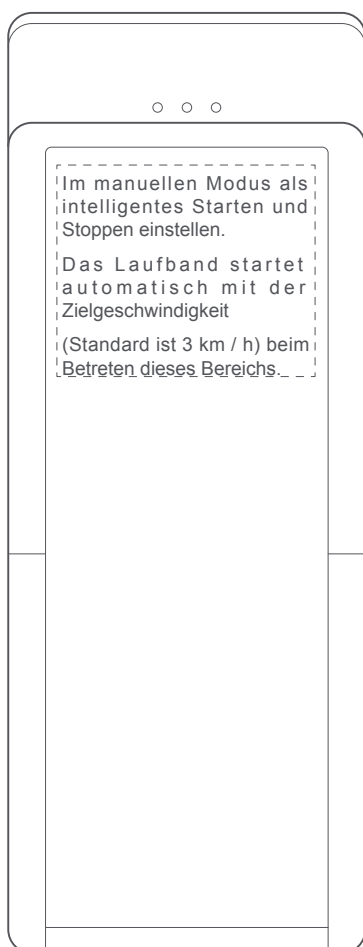 Im manuellen Modus als
intelligentes Starten und
Stoppen einstellen.
Das Laufband startet
automatisch mit der
Zielgeschwindigkeit
(Standard ist 3 km / h) beim
Betreten dieses Bereichs.